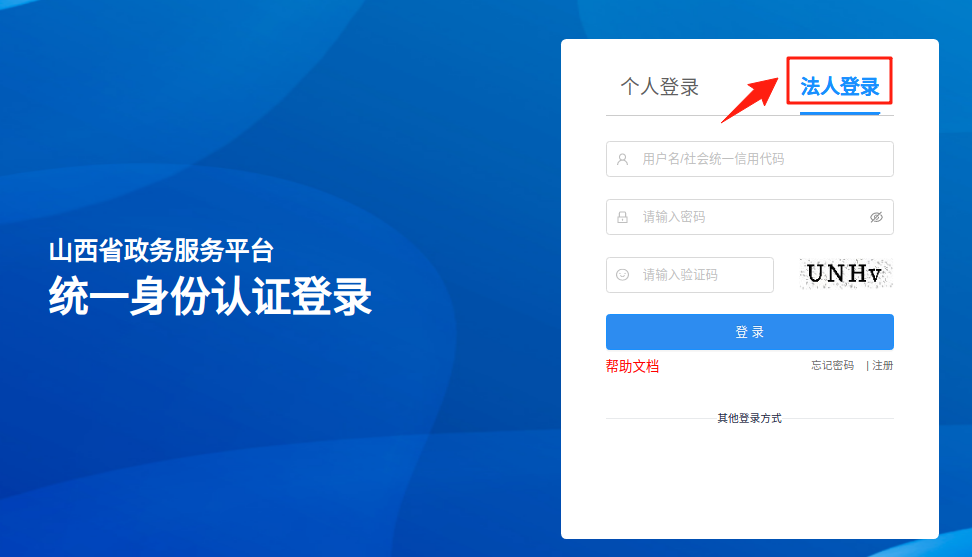 个人登录 法人登录
用户名/社会统一信用代码
请输入密码
山西省政务服务平台
统一身份认证登录
请输入验证码 UNHv
登 录
帮助文档 忘记密码 | 注册
其他登录方式